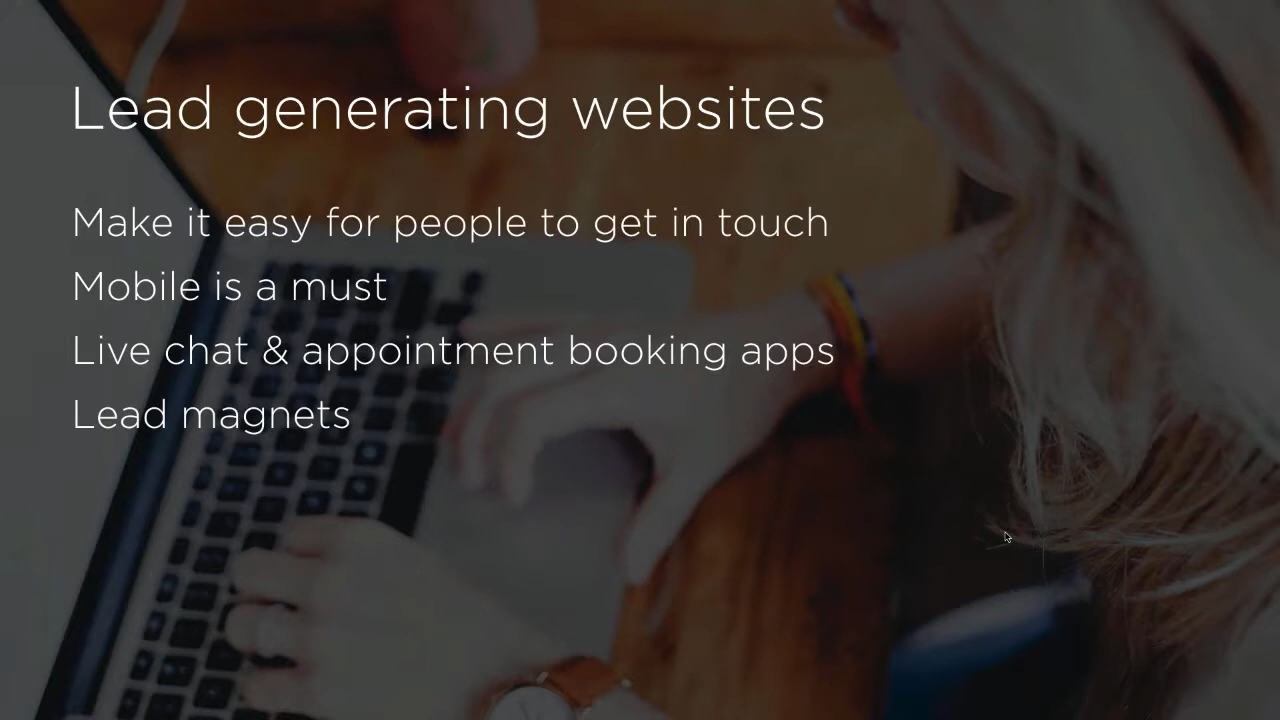 Lead generating websites
Make it easy for people to get in touch
Mobile is a must
Live chat & appointment booking apps
Lead magnets